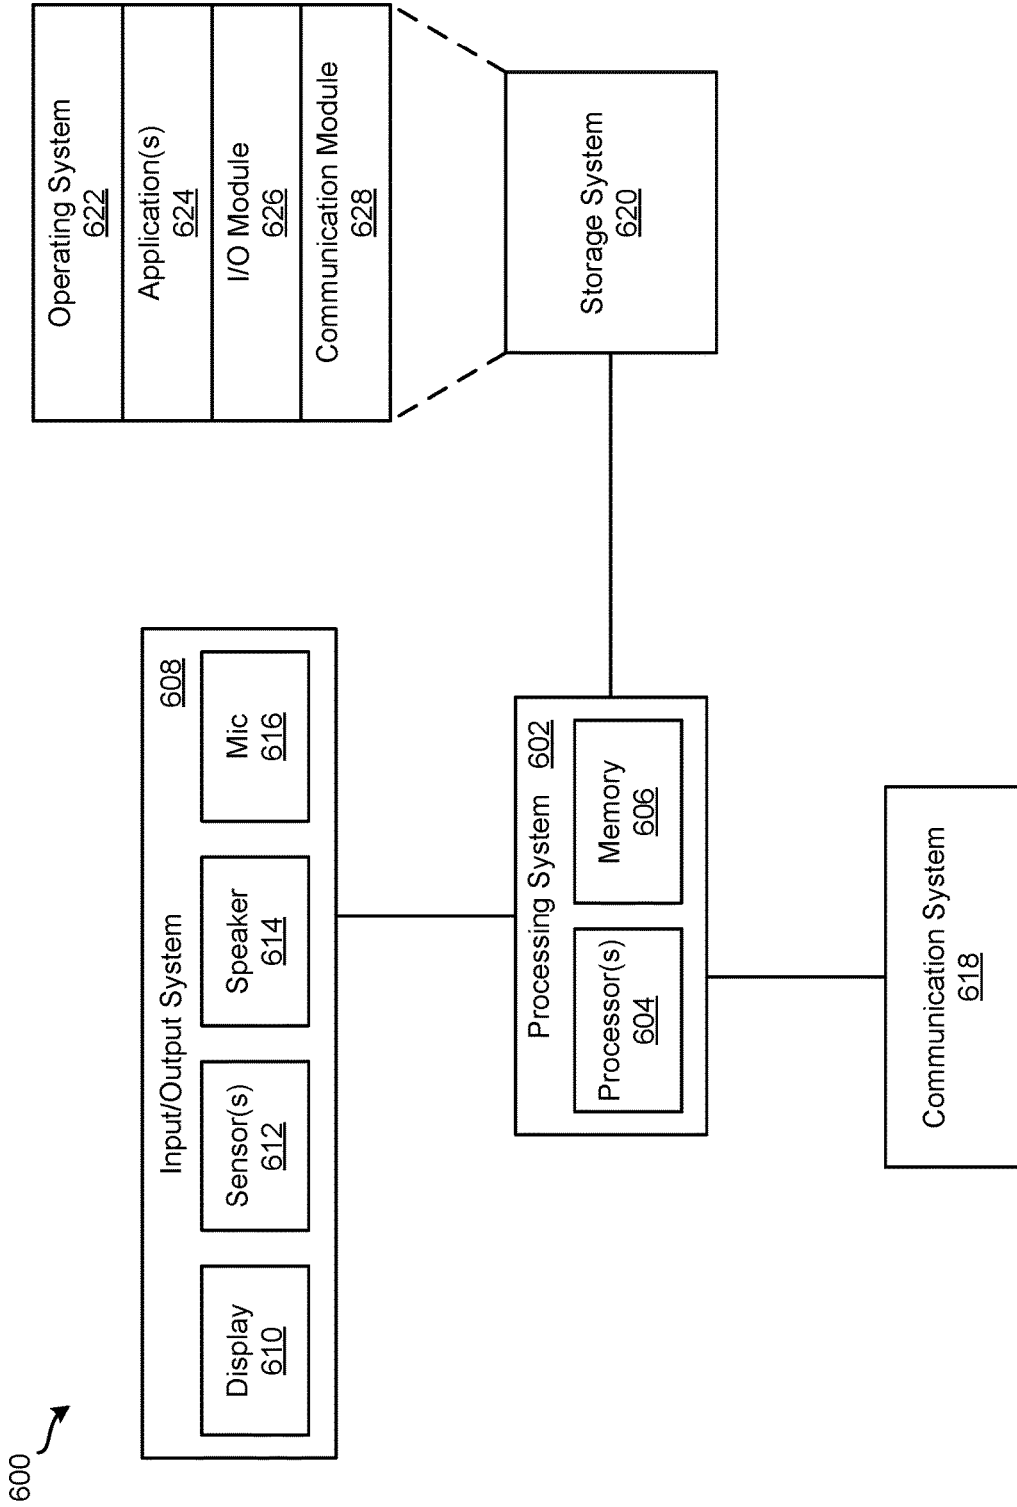 600
Input/Output System
608
Display
610
Sensor(s)
612
Speaker
614
Mic
616
Processing System
602
Processor(s)
604
Memory
606
Communication System
618
Storage System
620
Operating System
622
Application(s)
624
I/O Module
626
Communication Module
628